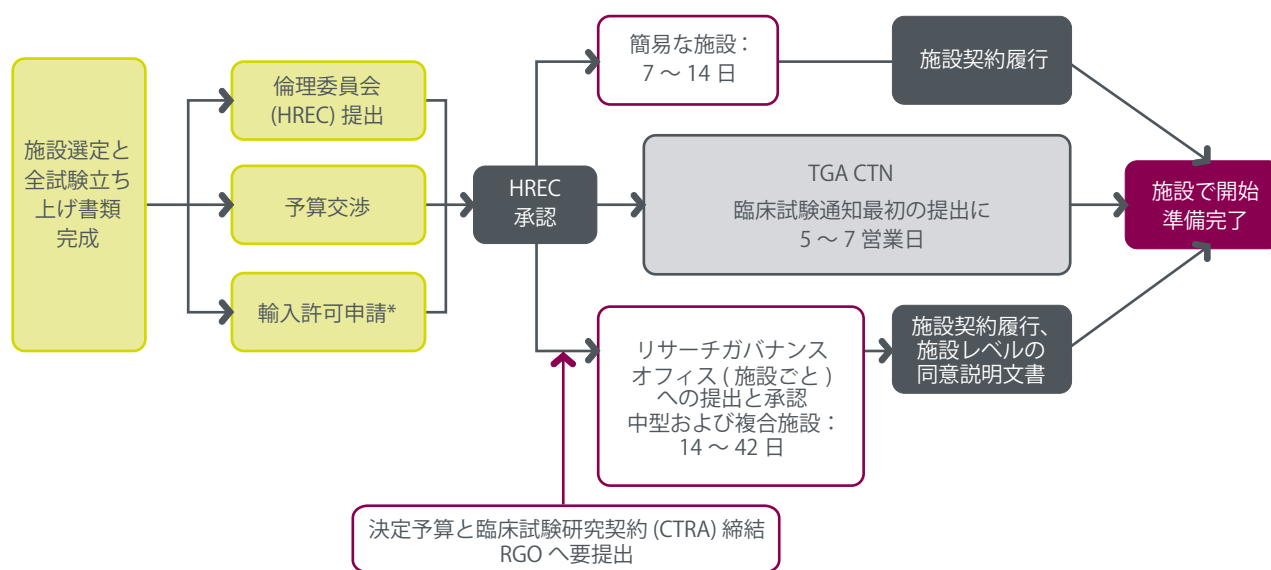 施設選定と
全試験立ち
上げ書類
完成
倫理委員会
(HREC) 提出
予算交渉
輸入許可申請*
HREC
承認
簡易な施設：
7 ～ 14 日
施設契約履行
TGA CTN
臨床試験通知最初の提出に
5 ～ 7 営業日
リサーチガバナンス
オフィス ( 施設ごと )
への提出と承認
中型および複合施設：
14 ～ 42 日
施設契約履行、
施設レベルの
同意説明文書
施設で開始
準備完了
決定予算と臨床試験研究契約 (CTRA) 締結
RGO へ要提出